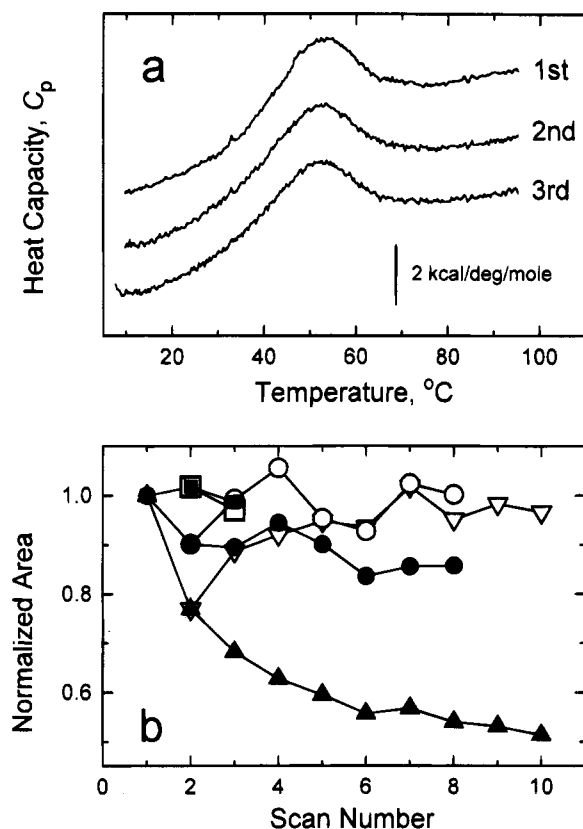 a
1st
2nd
3rd
2 kcal/deg/mole
Heat Capacity, Cp
20 40 60 80 100
Temperature, °C
1.0
0.8
0.6
Normalized Area
b
0 2 4 6 8 10
Scan Number